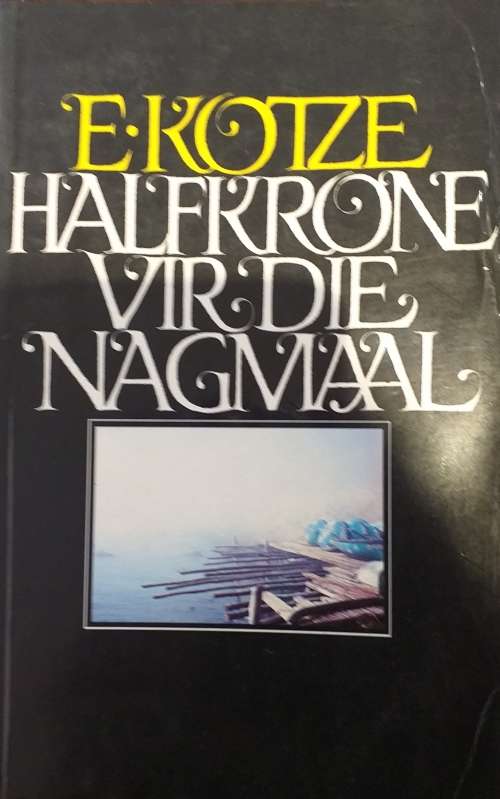 E. KOTZE
HALFKRONE
VIR DIE
NAGMAAL